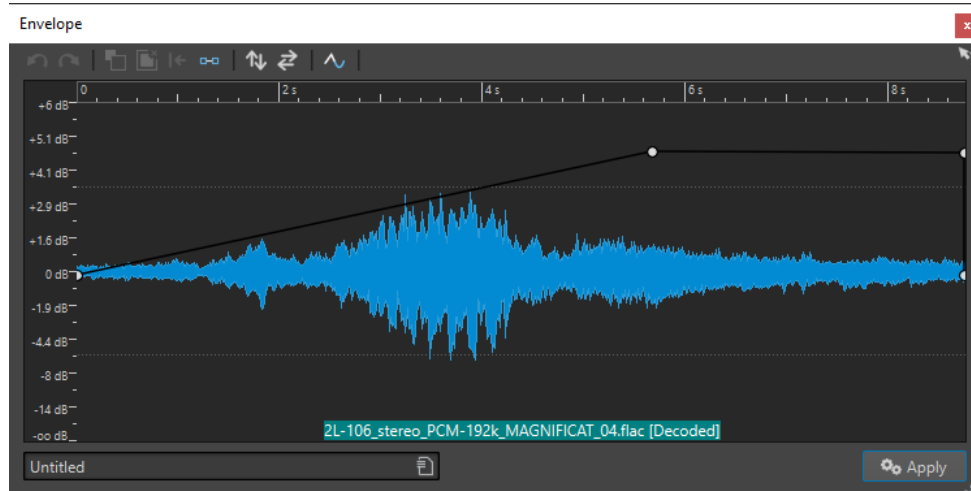 Envelope
x
0 2 s 4 s 6 s 8 s
+6 dB
+5.1 dB
+4.1 dB
+2.9 dB
+1.6 dB
0 dB
-1.9 dB
-4.4 dB
-8 dB
-14 dB
-oo dB
2L-106_stereo_PCM-192k_MAGNIFICAT_04.flac [Decoded]
Untitled
Apply